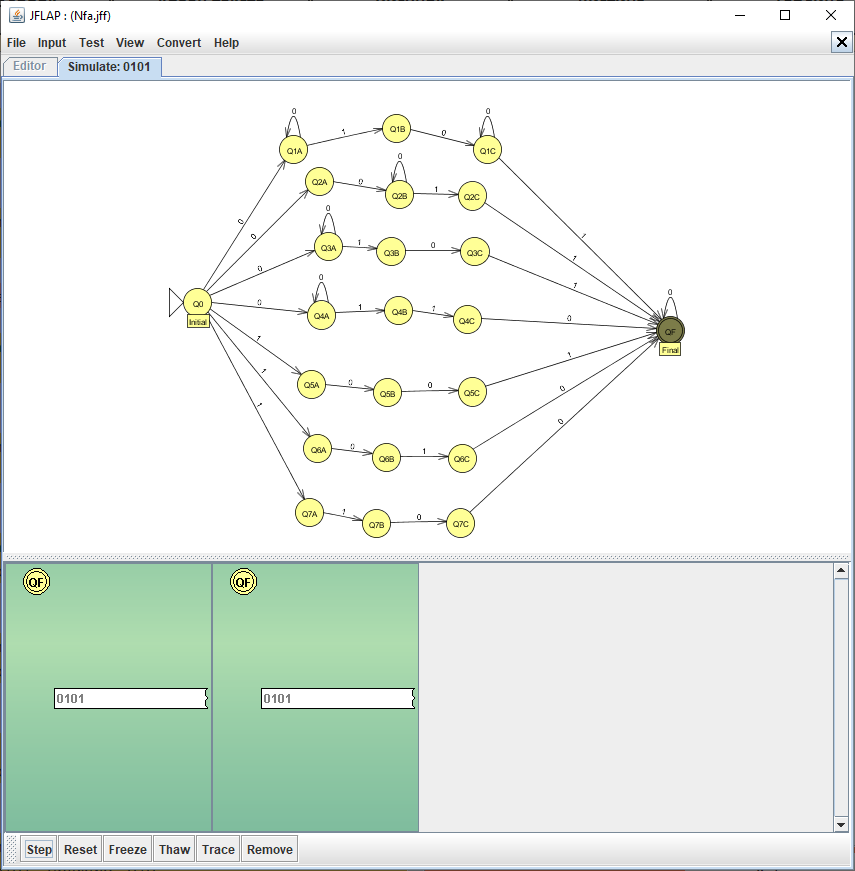 JFLAP : (Nfa.jff)
File Input Test View Convert Help
Editor Simulate: 0101
0 0
Q1A 1 Q1B 0 Q1C
0
Q2A 0 Q2B 1 Q2C
0
Q3A 1 Q3B 0 Q3C
0
Q4A 1 Q4B 1 Q4C
Q5A 0 Q5B 0 Q5C
Q6A 0 Q6B 1 Q6C
Q7A 1 Q7B 0 Q7C
0 0 0 0 1 1 1
Q0
Initial
1 1 1 0 1 0 0
0
QF
Final
QF QF
0101 0101
Step Reset Freeze Thaw Trace Remove